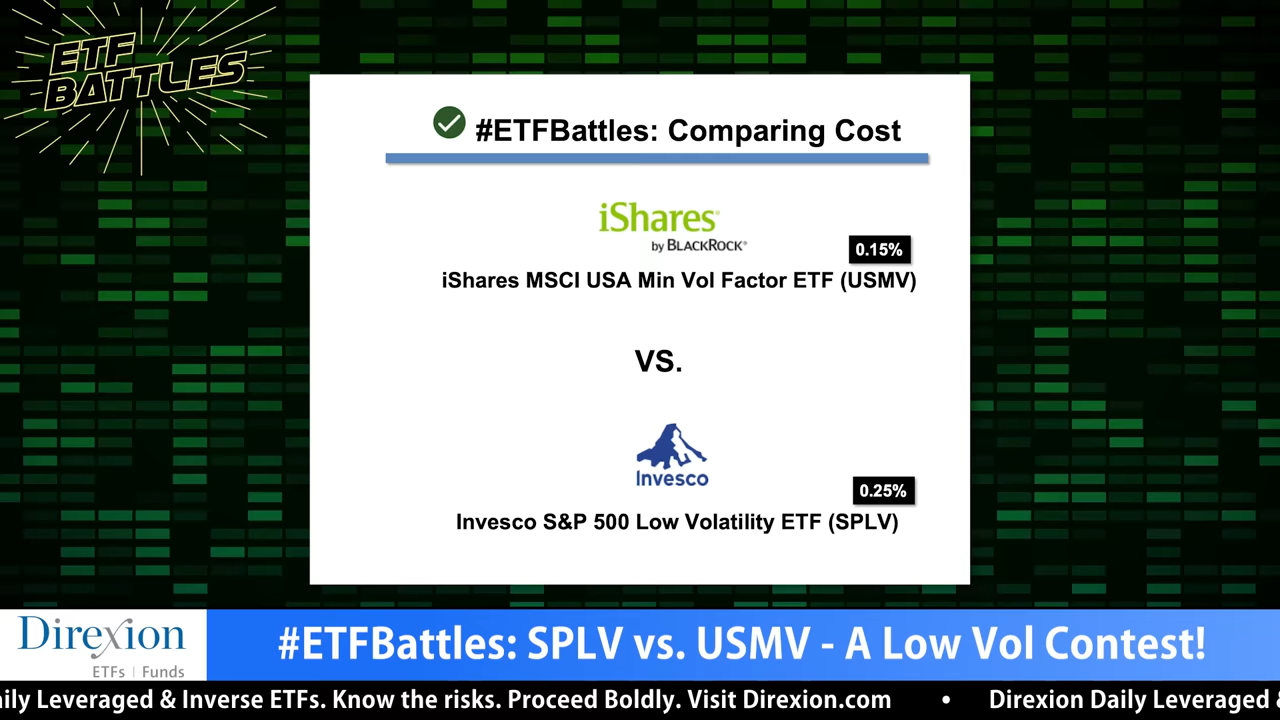 ETF
BATTLES
#ETFBattles: Comparing Cost
iShares®
by BLACKROCK®
0.15%
iShares MSCI USA Min Vol Factor ETF (USMV)
VS.
Invesco
0.25%
Invesco S&P 500 Low Volatility ETF (SPLV)
Direxion
ETFs | Funds
#ETFBattles: SPLV vs. USMV - A Low Vol Contest!
aily Leveraged & Inverse ETFs. Know the risks. Proceed Boldly. Visit Direxion.com • Direxion Daily Leveraged &